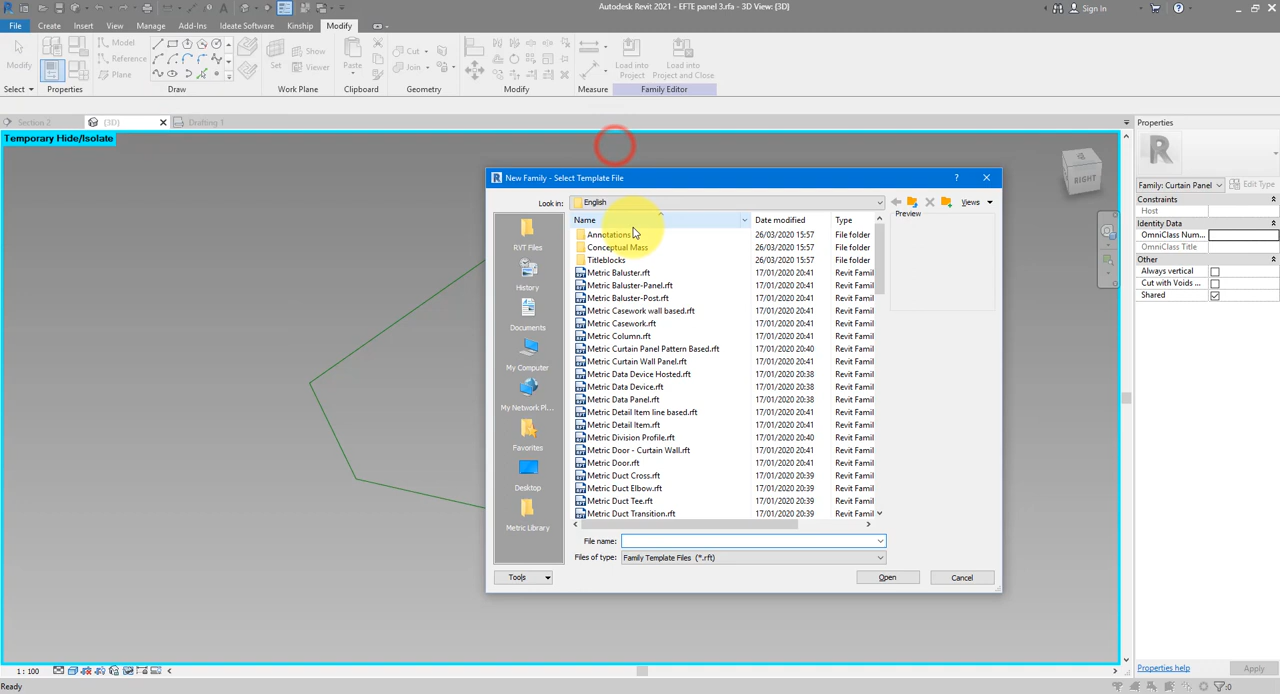 Autodesk Revit 2021 - EFTE panel 3.rfa - 3D View: {3D}
Sign In
File Create Insert View Manage Add-Ins Ideate Software Kinship Modify
Modify
Model
Reference
Plane
Set
Show
Viewer
Paste
Cut
Join
Load into Project
Load into Project and Close
Select Properties Draw Work Plane Clipboard Geometry Modify Measure Family Editor
Section 2 {3D} Drafting 1
Temporary Hide/Isolate
RIGHT
New Family - Select Template File
Look in: English Views
Name Date modified Type
Preview
Annotations 26/03/2020 15:57 File folder
Conceptual Mass 26/03/2020 15:57 File folder
Titleblocks 26/03/2020 15:57 File folder
Metric Baluster.rft 17/01/2020 20:41 Revit Famil
Metric Baluster-Panel.rft 17/01/2020 20:41 Revit Famil
Metric Baluster-Post.rft 17/01/2020 20:41 Revit Famil
Metric Casework wall based.rft 17/01/2020 20:41 Revit Famil
Metric Casework.rft 17/01/2020 20:41 Revit Famil
Metric Column.rft 17/01/2020 20:41 Revit Famil
Metric Curtain Panel Pattern Based.rft 17/01/2020 20:40 Revit Famil
Metric Curtain Wall Panel.rft 17/01/2020 20:41 Revit Famil
Metric Data Device Hosted.rft 17/01/2020 20:38 Revit Famil
Metric Data Device.rft 17/01/2020 20:38 Revit Famil
Metric Data Panel.rft 17/01/2020 20:38 Revit Famil
Metric Detail Item line based.rft 17/01/2020 20:41 Revit Famil
Metric Detail Item.rft 17/01/2020 20:41 Revit Famil
Metric Division Profile.rft 17/01/2020 20:40 Revit Famil
Metric Door - Curtain Wall.rft 17/01/2020 20:41 Revit Famil
Metric Door.rft 17/01/2020 20:41 Revit Famil
Metric Duct Cross.rft 17/01/2020 20:39 Revit Famil
Metric Duct Elbow.rft 17/01/2020 20:39 Revit Famil
Metric Duct Tee.rft 17/01/2020 20:39 Revit Famil
Metric Duct Transition.rft 17/01/2020 20:39 Revit Famil
RVT Files
History
Documents
My Computer
My Network Pl...
Favorites
Desktop
Metric Library
File name:
Files of type: Family Template Files (*.rft)
Tools Open Cancel
Properties
Family: Curtain Panel Edit Type
Constraints
Host
Identity Data
OmniClass Num...
OmniClass Title
Other
Always vertical
Cut with Voids ...
Shared
Properties help Apply
1 : 100
Ready
:0